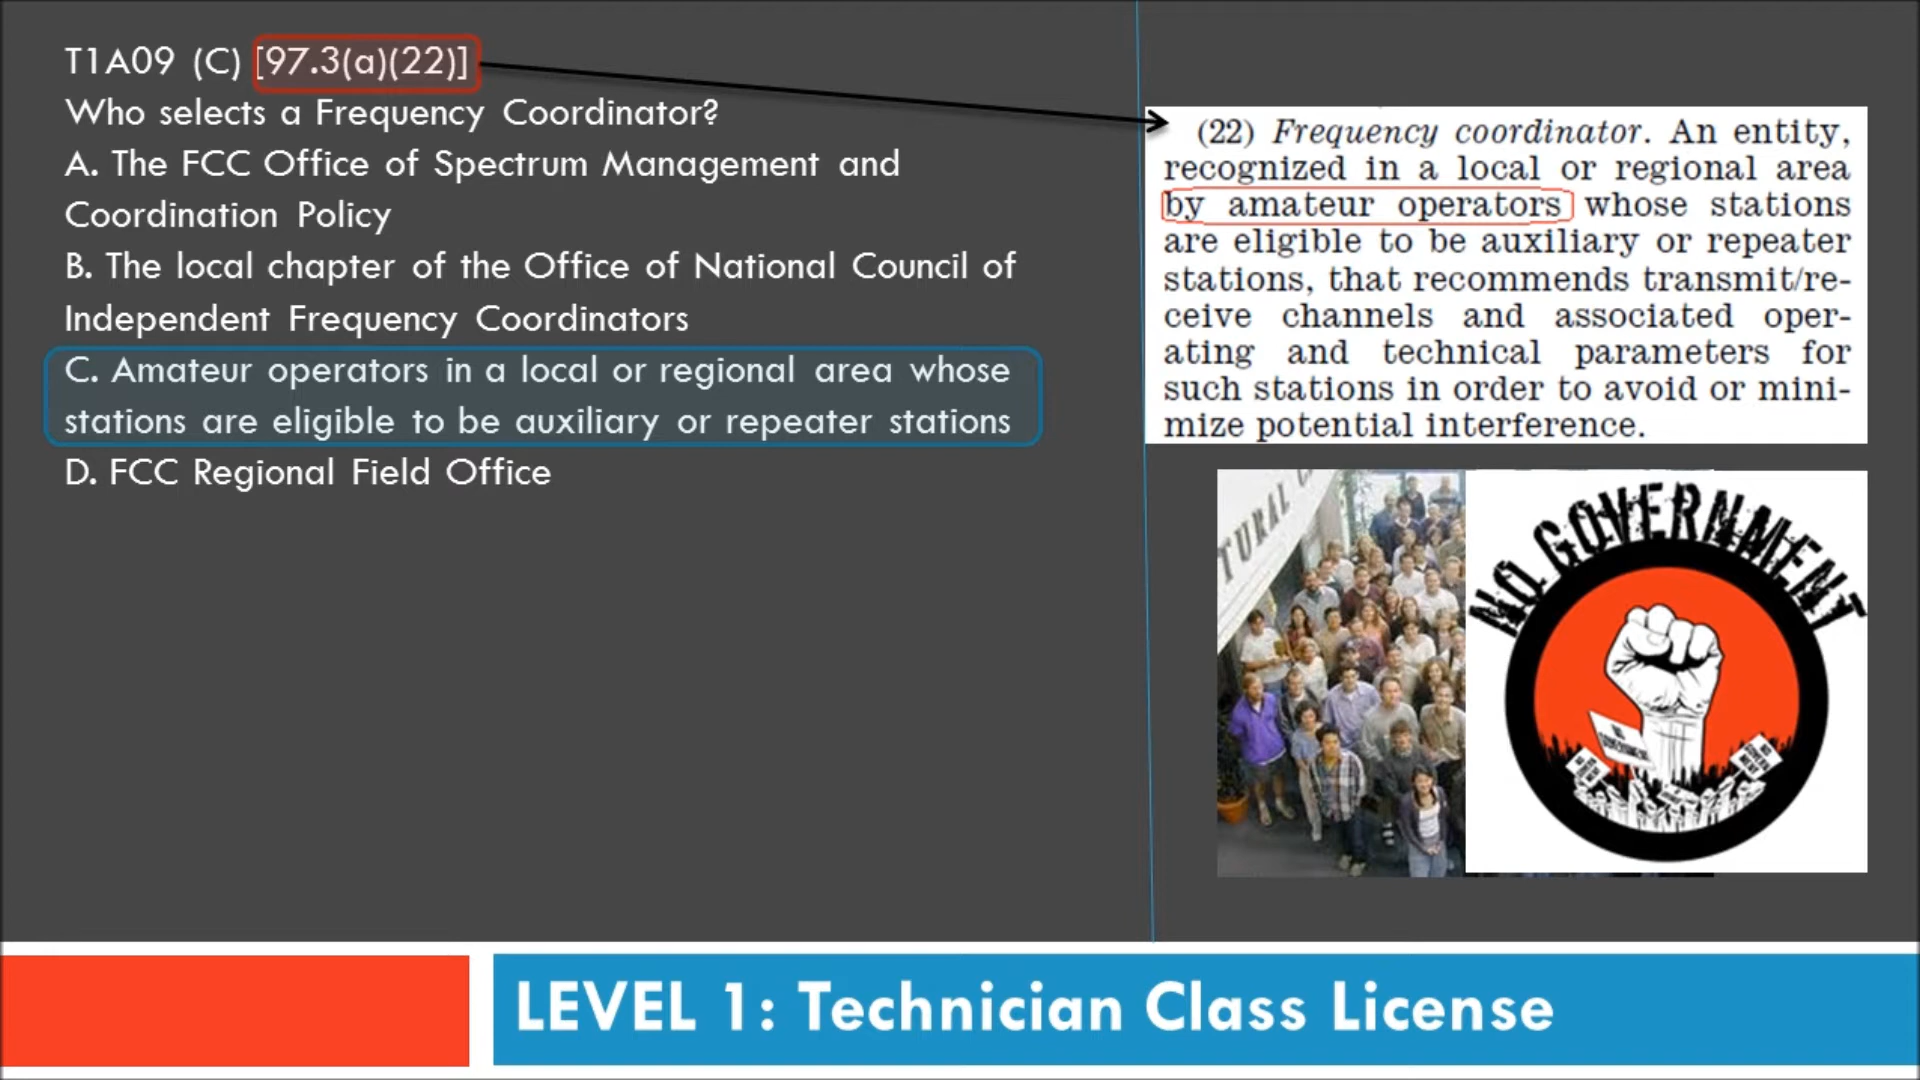 T1A09 (C) [97.3(a)(22)]
Who selects a Frequency Coordinator?
A. The FCC Office of Spectrum Management and
Coordination Policy
B. The local chapter of the Office of National Council of
Independent Frequency Coordinators
C. Amateur operators in a local or regional area whose
stations are eligible to be auxiliary or repeater stations
D. FCC Regional Field Office
(22) Frequency coordinator. An entity,
recognized in a local or regional area
by amateur operators whose stations
are eligible to be auxiliary or repeater
stations, that recommends transmit/re-
ceive channels and associated oper-
ating and technical parameters for
such stations in order to avoid or mini-
mize potential interference.
TURAL
NO GOVERNMENT
LEVEL 1: Technician Class License